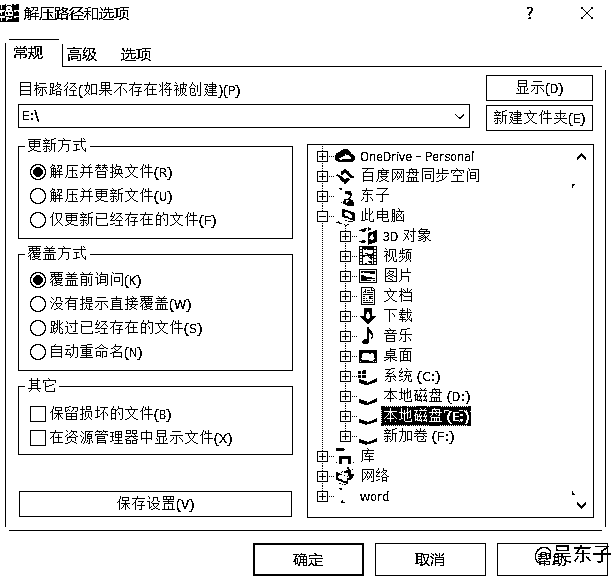 解压路径和选项
?
常规 高级 选项
目标路径(如果不存在将被创建)(P)
显示(D)
E:\
新建文件夹(E)
更新方式
解压并替换文件(R)
解压并更新文件(U)
仅更新已经存在的文件(F)
覆盖方式
覆盖前询问(K)
没有提示直接覆盖(W)
跳过已经存在的文件(S)
自动重命名(N)
其它
保留损坏的文件(B)
在资源管理器中显示文件(X)
保存设置(V)
OneDrive - Personal
百度网盘同步空间
东子
此电脑
3D 对象
视频
图片
文档
下载
音乐
桌面
系统 (C:)
本地磁盘 (D:)
本地磁盘 (E:)
新加卷 (F:)
库
网络
word
确定 取消 帮助
@吴东子